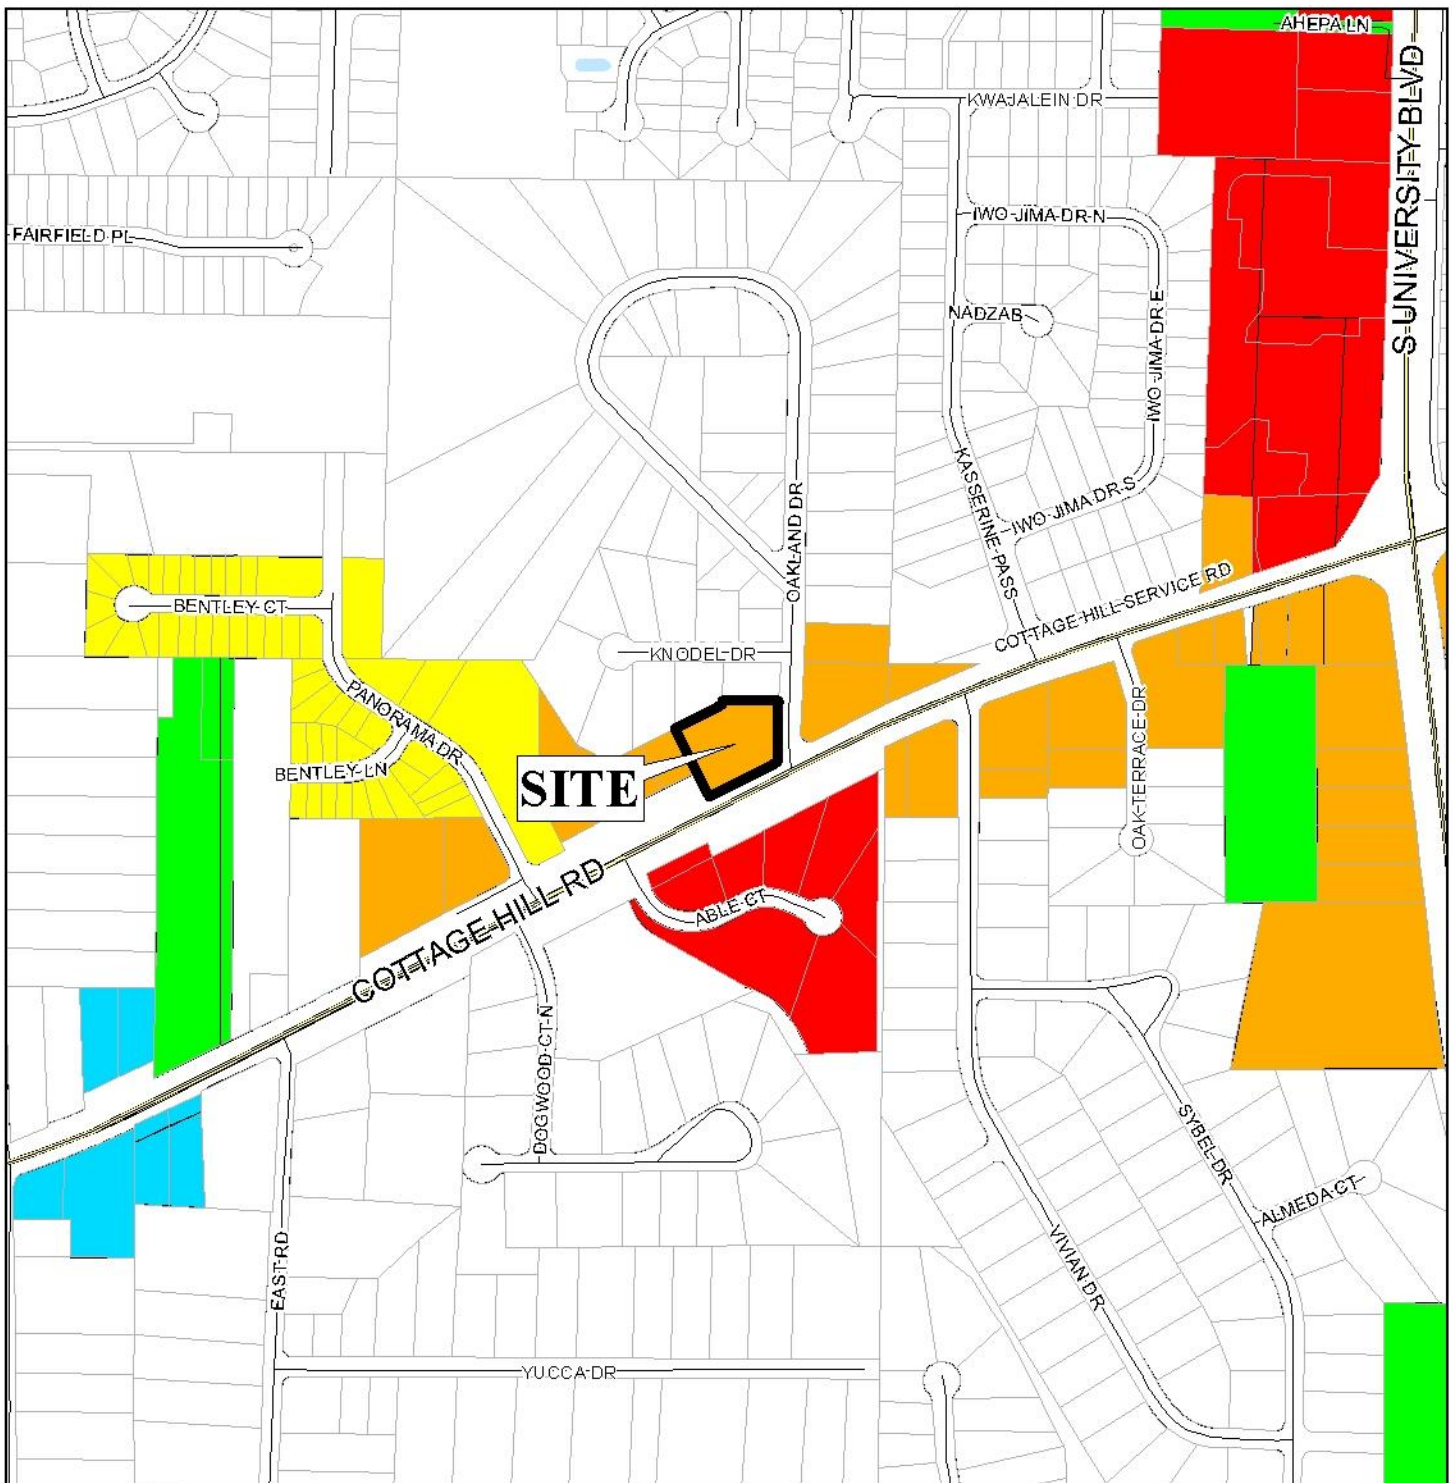 AHEPA LN
S UNIVERSITY BLVD
KWAJALEIN DR
IWO JIMA DR N
FAIRFIELD PL
NADZAB
IWO JIMA DR E
KASSERINE PASS
OAKLAND DR
IWO JIMA DR S
COTTAGE HILL SERVICE RD
BENTLEY CT
KNODEL DR
PANORAMA DR
OAK TERRACE DR
BENTLEY LN
SITE
COTTAGE HILL RD
ABLE CT
DOGWOOD CT N
SYBEL DR
ALMEDA CT
EAST RD
VIVIAN DR
YUCCA DR